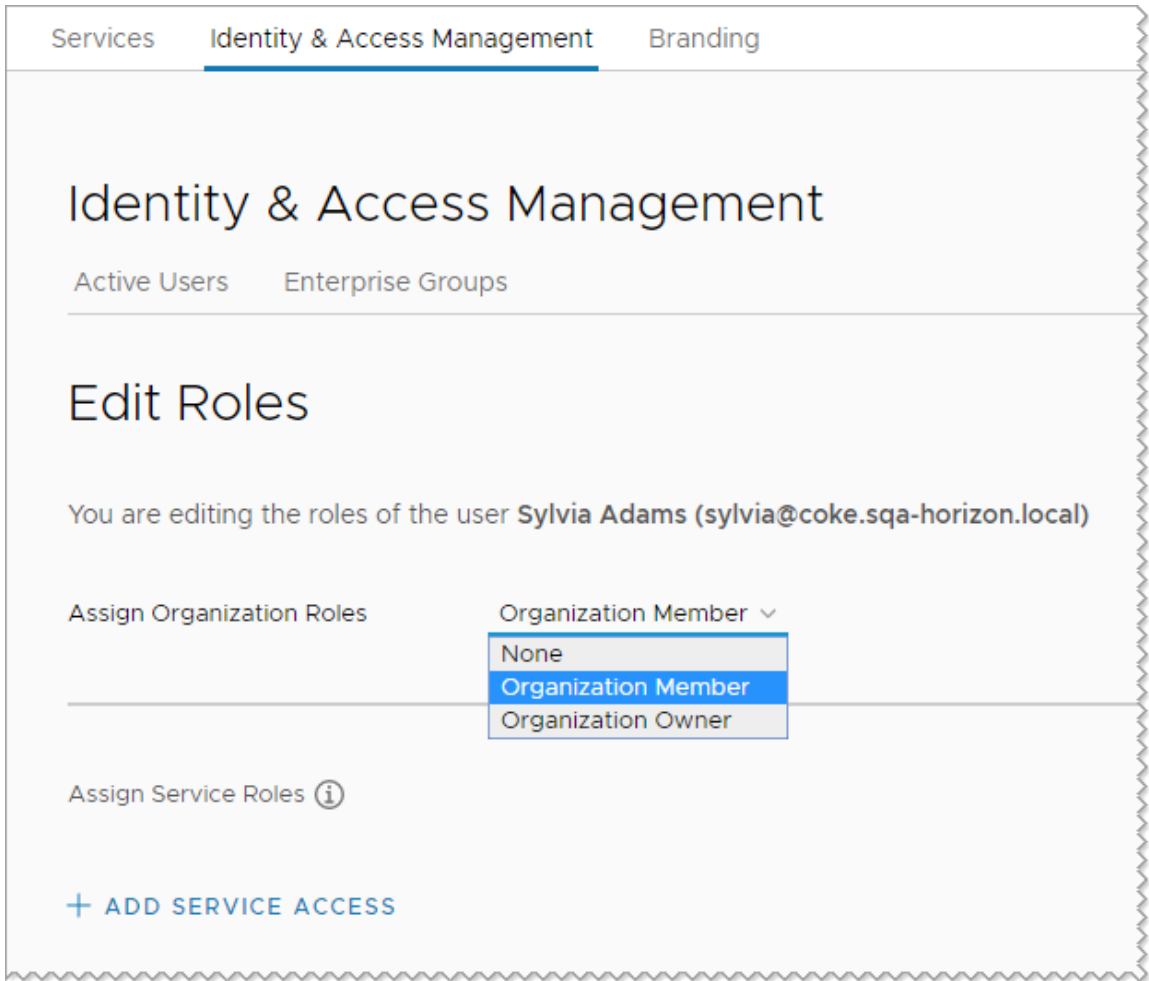 Services Identity & Access Management Branding
Identity & Access Management
Active Users Enterprise Groups
Edit Roles
You are editing the roles of the user Sylvia Adams (sylvia@coke.sqa-horizon.local)
Assign Organization Roles Organization Member
None
Organization Member
Organization Owner
Assign Service Roles
+ ADD SERVICE ACCESS